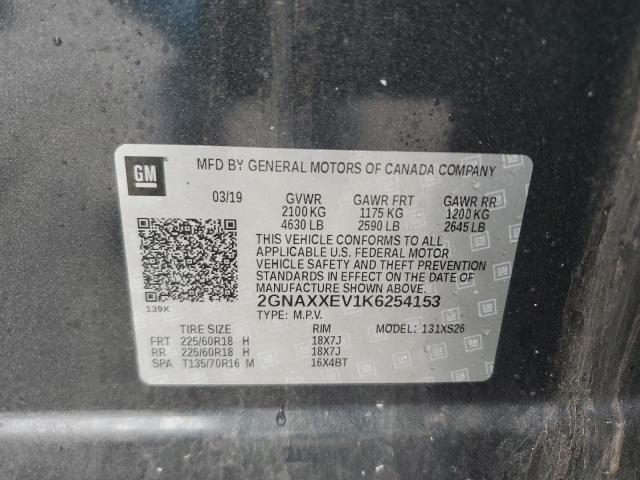 GM
MFD BY GENERAL MOTORS OF CANADA COMPANY
03/19 GVWR GAWR FRT GAWR RR
2100 KG 1175 KG 1200 KG
4630 LB 2590 LB 2645 LB
THIS VEHICLE CONFORMS TO ALL
APPLICABLE U.S. FEDERAL MOTOR
VEHICLE SAFETY AND THEFT PREVENTION
STANDARDS IN EFFECT ON THE DATE OF
MANUFACTURE SHOWN ABOVE.
139X 2GNAXXEV1K6254153
TYPE: M.P.V.
TIRE SIZE RIM MODEL: 131XS26
FRT 225/60R18 H 18X7J
RR 225/60R18 H 18X7J
SPA T135/70R16 M 16X4BT